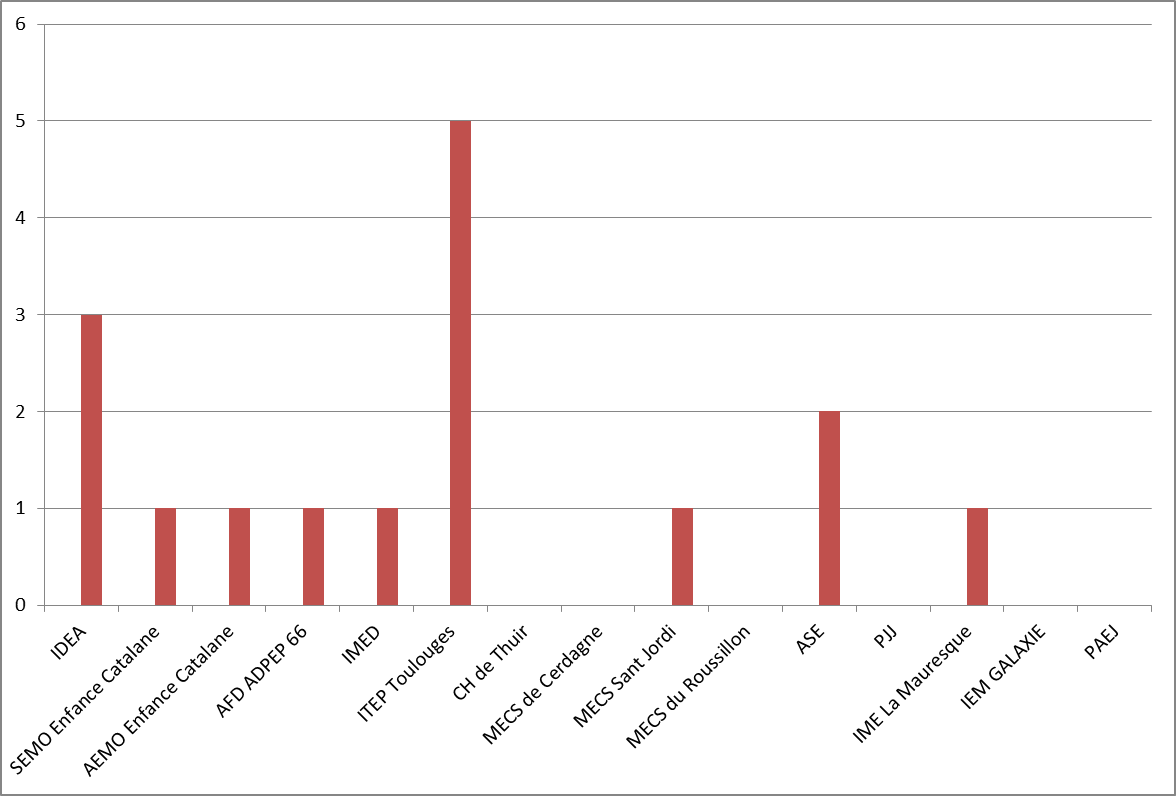 6
5
4
3
2
1
0
IDEA
SEMO Enfance Catalane
AEMO Enfance Catalane
AFD ADPEP 66
IMED
ITEP Toulouges
CH de Thuir
MECS de Cerdagne
MECS Sant Jordi
MECS du Roussillon
ASE
PJJ
IME La Mauresque
IEM GALAXIE
PAEJ